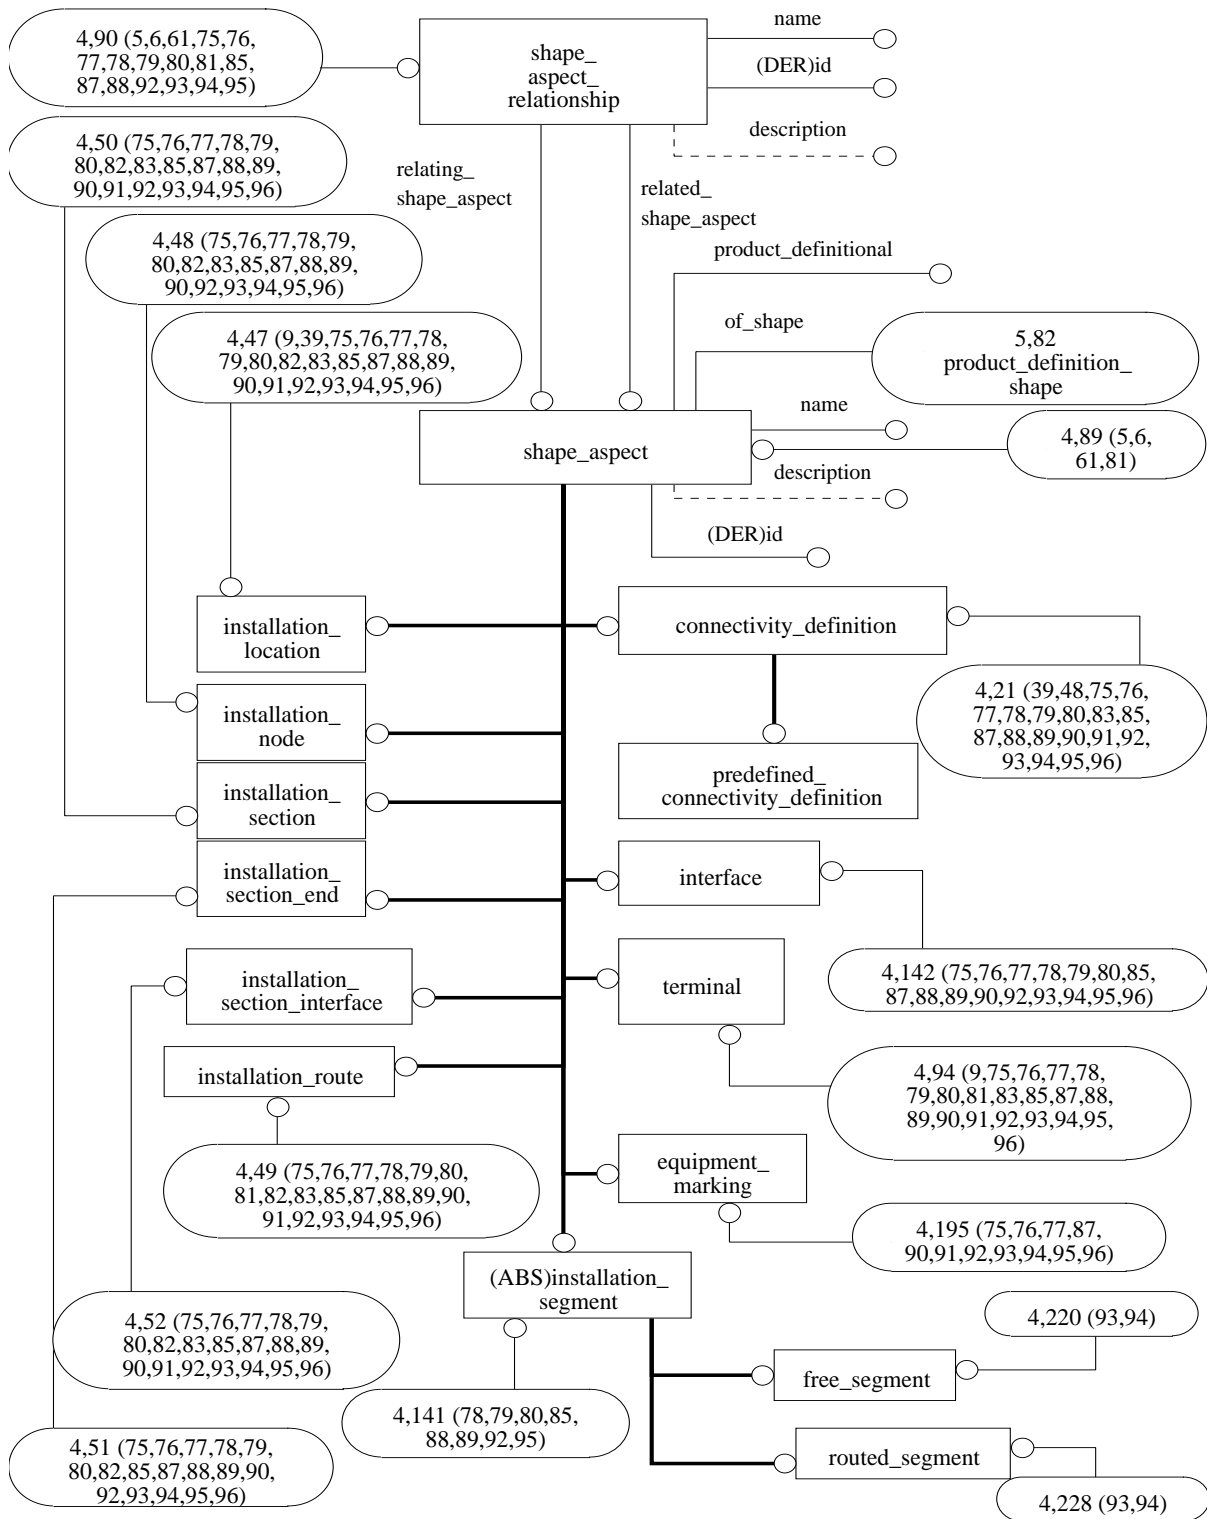 name
4,90 (5,6,61,75,76,
77,78,79,80,81,85,
87,88,92,93,94,95)
shape_
aspect_
relationship
(DER)id
description
4,50 (75,76,77,78,79,
80,82,83,85,87,88,89,
90,91,92,93,94,95,96)
relating_
shape_aspect
related_
shape_aspect
4,48 (75,76,77,78,79,
80,82,83,85,87,88,89,
90,92,93,94,95,96)
product_definitional
of_shape
4,47 (9,39,75,76,77,78,
79,80,82,83,85,87,88,89,
90,91,92,93,94,95,96)
5,82
product_definition_
shape
name
shape_aspect
4,89 (5,6,
61,81)
description
(DER)id
installation_
location
connectivity_definition
4,21 (39,48,75,76,
77,78,79,80,83,85,
87,88,89,90,91,92,
93,94,95,96)
installation_
node
predefined_
connectivity_definition
installation_
section
installation_
section_end
interface
4,142 (75,76,77,78,79,80,85,
87,88,89,90,92,93,94,95,96)
installation_
section_interface
terminal
installation_route
4,94 (9,75,76,77,78,
79,80,81,83,85,87,88,
89,90,91,92,93,94,95,
96)
4,49 (75,76,77,78,79,80,
81,82,83,85,87,88,89,90,
91,92,93,94,95,96)
equipment_
marking
4,195 (75,76,77,87,
90,91,92,93,94,95,96)
(ABS)installation_
segment
4,52 (75,76,77,78,79,
80,82,83,85,87,88,89,
90,91,92,93,94,95,96)
4,220 (93,94)
free_segment
4,141 (78,79,80,85,
88,89,92,95)
4,51 (75,76,77,78,79,
80,82,85,87,88,89,90,
92,93,94,95,96)
routed_segment
4,228 (93,94)